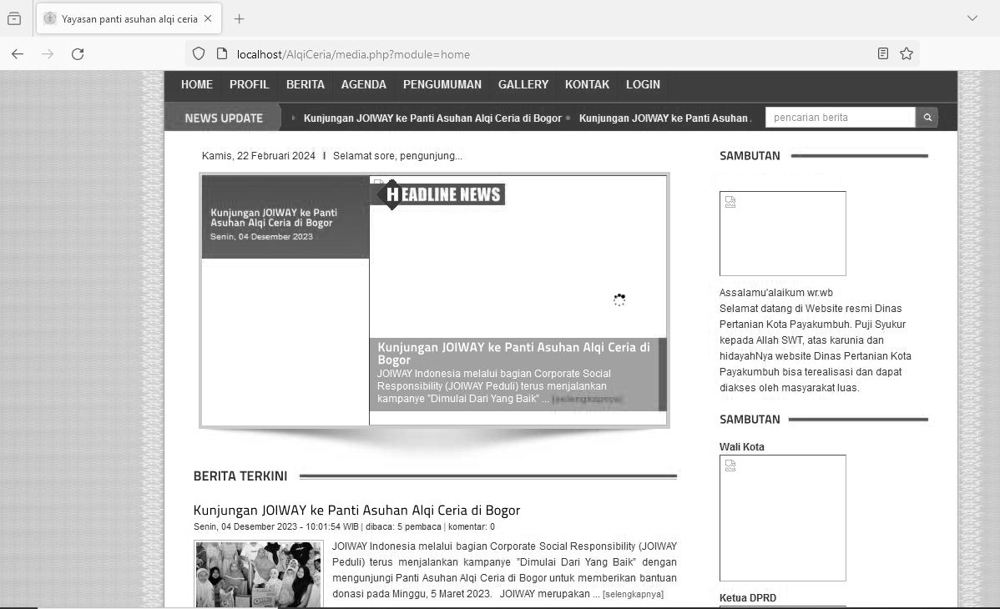 Yayasan panti asuhan alqi ceria
localhost/AlqiCeria/media.php?module=home
HOME PROFIL BERITA AGENDA PENGUMUMAN GALLERY KONTAK LOGIN
NEWS UPDATE Kunjungan JOIWAY ke Panti Asuhan Alqi Ceria di Bogor Kunjungan JOIWAY ke Panti Asuhan . pencarian berita
Kamis, 22 Februari 2024 I Selamat sore, pengunjung...
HEADLINE NEWS
Kunjungan JOIWAY ke Panti
Asuhan Alqi Ceria di Bogor
Senin, 04 Desember 2023
Kunjungan JOIWAY ke Panti Asuhan Alqi Ceria di
Bogor
JOIWAY Indonesia melalui bagian Corporate Social
Responsibility (JOIWAY Peduli) terus menjalankan
kampanye "Dimulai Dari Yang Baik" ... [selengkapnya]
BERITA TERKINI
Kunjungan JOIWAY ke Panti Asuhan Alqi Ceria di Bogor
Senin, 04 Desember 2023 - 10:01:54 WIB | dibaca: 5 pembaca | komentar: 0
JOIWAY Indonesia melalui bagian Corporate Social Responsibility (JOIWAY
Peduli) terus menjalankan kampanye "Dimulai Dari Yang Baik" dengan
mengunjungi Panti Asuhan Alqi Ceria di Bogor untuk memberikan bantuan
donasi pada Minggu, 5 Maret 2023. JOIWAY merupakan ... [selengkapnya]
SAMBUTAN
Assalamu'alaikum wr.wb
Selamat datang di Website resmi Dinas
Pertanian Kota Payakumbuh. Puji Syukur
kepada Allah SWT, atas karunia dan
hidayahNya website Dinas Pertanian Kota
Payakumbuh bisa terealisasi dan dapat
diakses oleh masyarakat luas.
SAMBUTAN
Wali Kota
Ketua DPRD